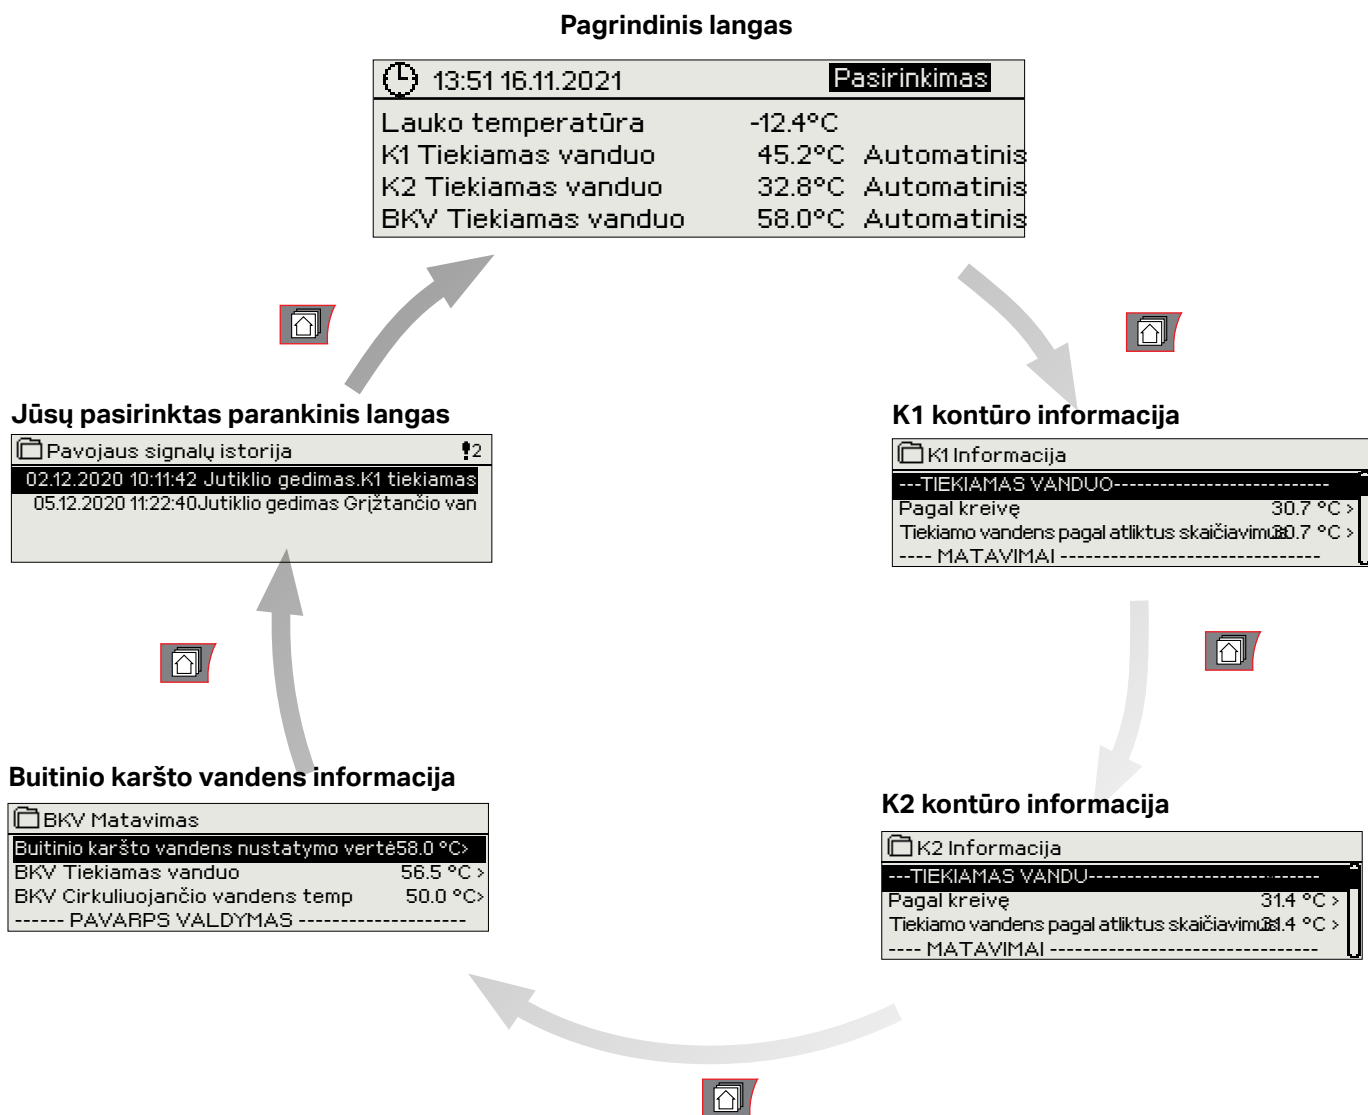 Pagrindinis langas
13:51 16.11.2021 Pasirinkimas
Lauko temperatūra -12.4°C
K1 Tiekiamas vanduo 45.2°C Automatinis
K2 Tiekiamas vanduo 32.8°C Automatinis
BKV Tiekiamas vanduo 58.0°C Automatinis
Jūsų pasirinktas parankinis langas
Pavojaus signalų istorija 2
02.12.2020 10:11:42 Jutiklio gedimas.K1 tiekiamas
05.12.2020 11:22:40Jutiklio gedimas Grįžtančio van
K1 kontūro informacija
K1 Informacija
---TIEKIAMAS VANDUO--------------------------
Pagal kreivę 30.7 °C >
Tiekiamo vandens pagal atliktus skaičiavimus 30.7 °C >
---- MATAVIMAI -------------------------------
Buitinio karšto vandens informacija
BKV Matavimas
Buitinio karšto vandens nustatymo vertė58.0 °C>
BKV Tiekiamas vanduo 56.5 °C >
BKV Cirkuliuojančio vandens temp 50.0 °C>
------ PAVARPS VALDYMAS --------------------
K2 kontūro informacija
K2 Informacija
---TIEKIAMAS VANDU----------------------------
Pagal kreivę 31.4 °C >
Tiekiamo vandens pagal atliktus skaičiavimus 31.4 °C >
---- MATAVIMAI --------------------------------